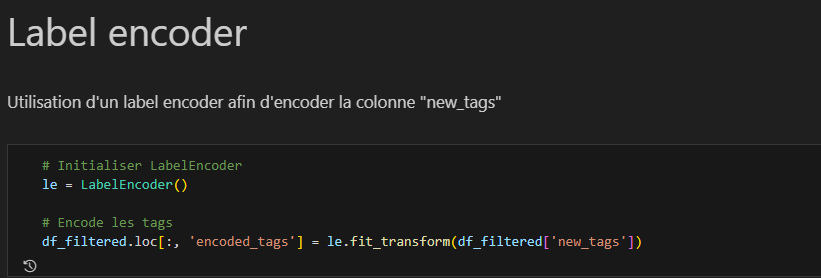 Label encoder
Utilisation d'un label encoder afin d'encoder la colonne "new_tags"
# Initialiser LabelEncoder
le = LabelEncoder()
# Encode les tags
df_filtered.loc[:, 'encoded_tags'] = le.fit_transform(df_filtered['new_tags'])